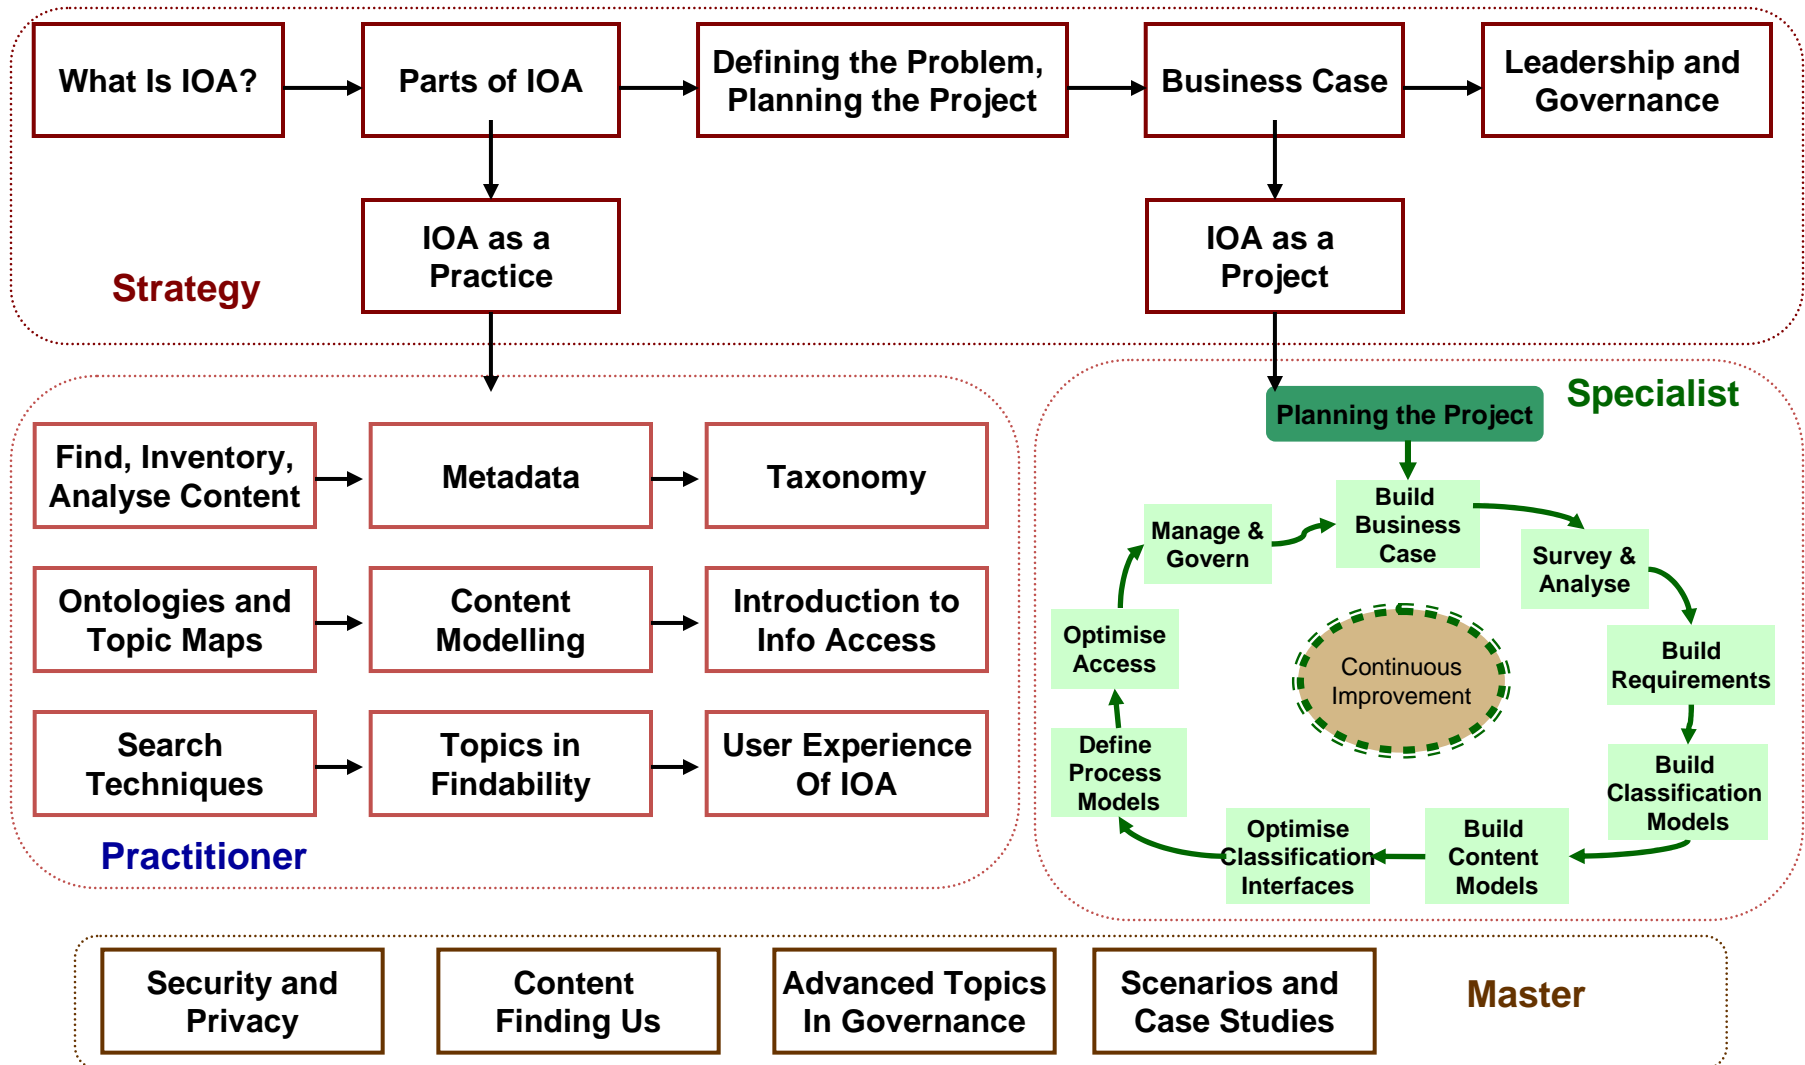 What Is IOA?
Parts of IOA
Defining the Problem,
Planning the Project
Business Case
Leadership and
Governance
IOA as a
Practice
IOA as a
Project
Strategy
Find, Inventory,
Analyse Content
Metadata
Taxonomy
Ontologies and
Topic Maps
Content
Modelling
Introduction to
Info Access
Search
Techniques
Topics in
Findability
User Experience
Of IOA
Practitioner
Specialist
Planning the Project
Build
Business
Case
Survey &
Analyse
Build
Requirements
Build
Classification
Models
Build
Content
Models
Optimise
Classification
Interfaces
Define
Process
Models
Optimise
Access
Manage &
Govern
Continuous
Improvement
Security and
Privacy
Content
Finding Us
Advanced Topics
In Governance
Scenarios and
Case Studies
Master